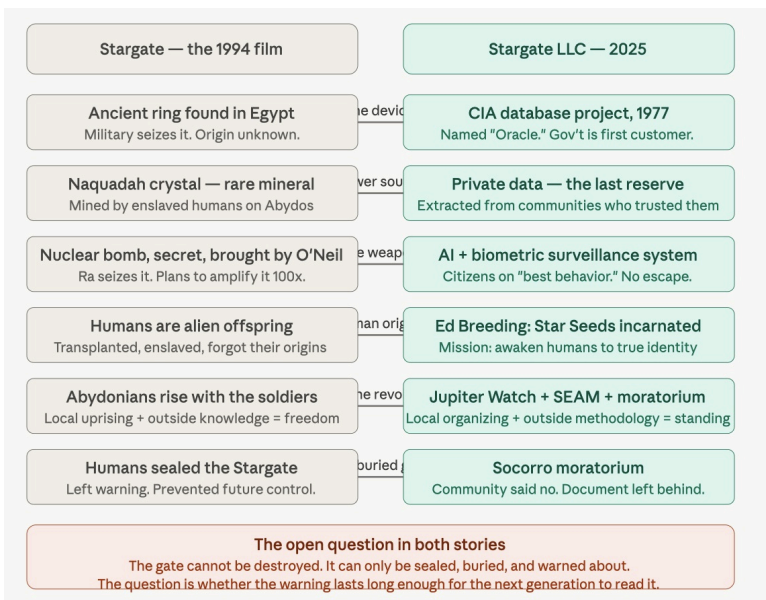 Stargate — the 1994 film
Stargate LLC — 2025
Ancient ring found in Egypt
Military seizes it. Origin unknown.
CIA database project, 1977
Named "Oracle." Gov't is first customer.
Naquadah crystal — rare mineral
Mined by enslaved humans on Abydos
Private data — the last reserve
Extracted from communities who trusted them
Nuclear bomb, secret, brought by O'Neil
Ra seizes it. Plans to amplify it 100x.
AI + biometric surveillance system
Citizens on "best behavior." No escape.
Humans are alien offspring
Transplanted, enslaved, forgot their origins
Ed Breeding: Star Seeds incarnated
Mission: awaken humans to true identity
Abydonians rise with the soldiers
Local uprising + outside knowledge = freedom
Jupiter Watch + SEAM + moratorium
Local organizing + outside methodology = standing
Humans sealed the Stargate
Left warning. Prevented future control.
buried
Socorro moratorium
Community said no. Document left behind.
The open question in both stories
The gate cannot be destroyed. It can only be sealed, buried, and warned about.
The question is whether the warning lasts long enough for the next generation to read it.